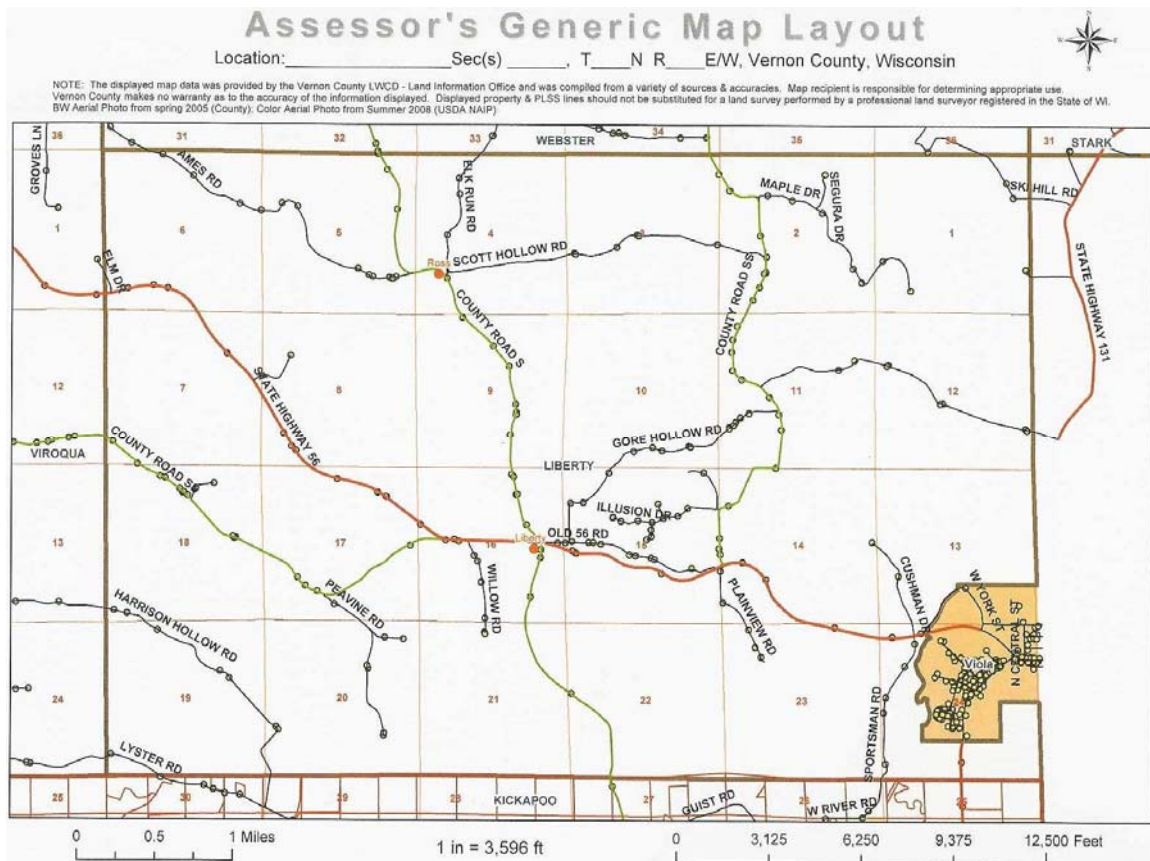 Assessor's Generic Map Layout
Location:_______________Sec(s) ______, T____N R____E/W, Vernon County, Wisconsin
NOTE: The displayed map data was provided by the Vernon County LWCD - Land Information Office and was compiled from a variety of sources & accuracies. Map recipient is responsible for determining appropriate use.
Vernon County makes no warranty as to the accuracy of the information displayed. Displayed property & PLSS lines should not be substituted for a land survey performed by a professional land surveyor registered in the State of WI.
BW Aerial Photo from spring 2005 (County); Color Aerial Photo from Summer 2008 (USDA NAIP)
36 31 32 34 35 31
WEBSTER
STARK
GROVES LN
AMES RD
ELK RUN RD
MAPLE DR
SEGURA DR
SKI HILL RD
1 6 5 4 2 1
ELM DR
Ross
SCOTT HOLLOW RD
COUNTY ROAD SS
STATE HIGHWAY 131
COUNTY ROAD S
12 7 8 9 10 11 12
STATE HIGHWAY 56
GORE HOLLOW RD
COUNTY ROAD S
VIROQUA
LIBERTY
ILLUSION DR
13 18 17 16 15 14 13
Liberty
OLD 56 RD
WILLOW RD
PLAINVIEW RD
CUSHMAN DR
W YORK ST
N CENTRAL ST
PEAVINE RD
HARRISON HOLLOW RD
Viola
24 19 20 21 22 23 24
SPORTSMAN RD
LYSTER RD
25 30 29 28 27
KICKAPOO
GUIST RD
W RIVER RD
0 0.5 1 Miles
1 in = 3,596 ft
0 3,125 6,250 9,375 12,500 Feet